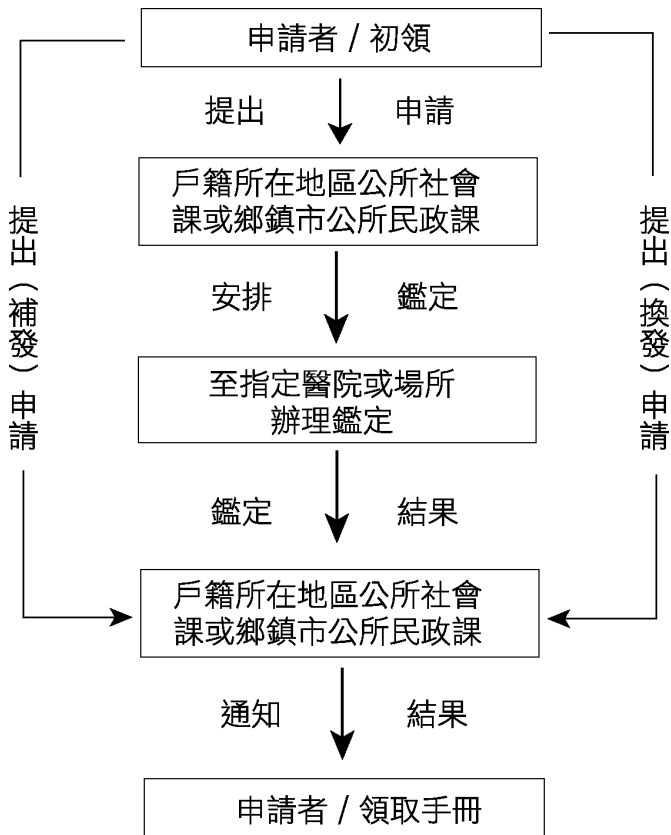 申請者 / 初領
提出 申請
戶籍所在地區公所社會
課或鄉鎮市公所民政課
安排 鑑定
至指定醫院或場所
辦理鑑定
鑑定 結果
戶籍所在地區公所社會
課或鄉鎮市公所民政課
通知 結果
申請者 / 領取手冊
提出（補發）申請
提出（換發）申請